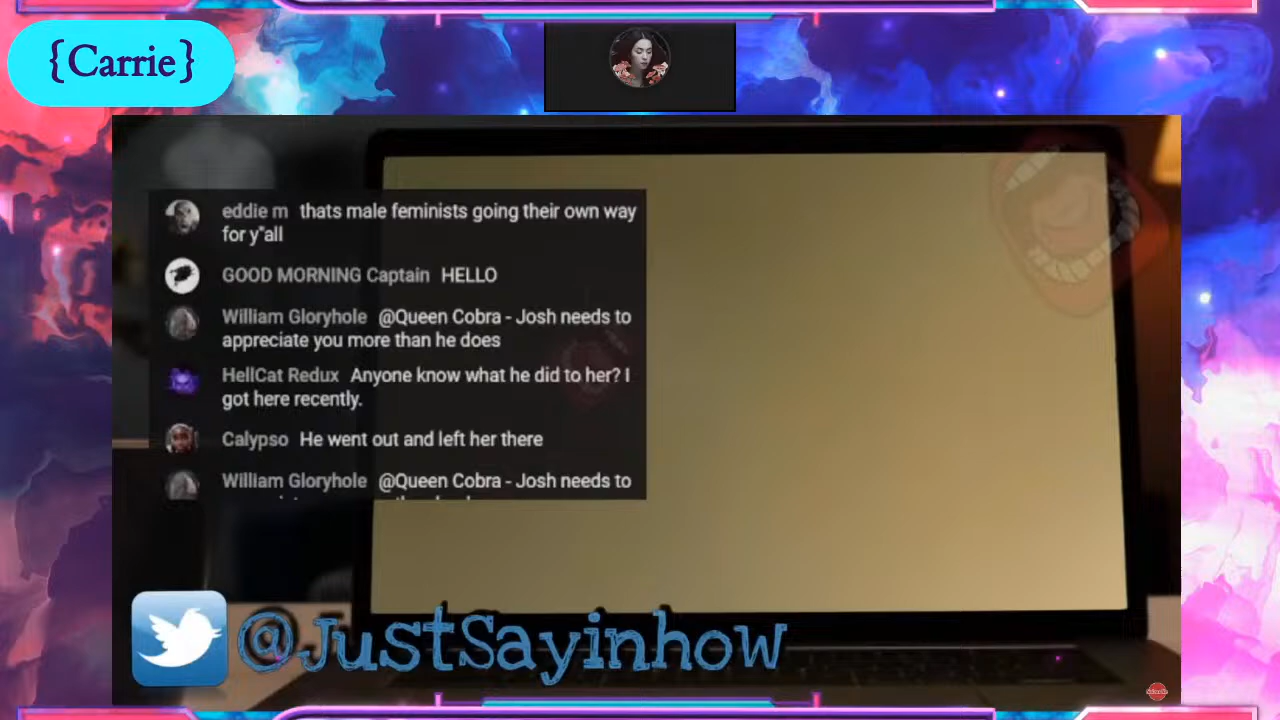 {Carrie}
eddie m thats male feminists going their own way
for y"all
GOOD MORNING Captain HELLO
William Gloryhole @Queen Cobra - Josh needs to
appreciate you more than he does
HellCat Redux Anyone know what he did to her? I
got here recently.
Calypso He went out and left her there
William Gloryhole @Queen Cobra - Josh needs to
@JustSayinhow